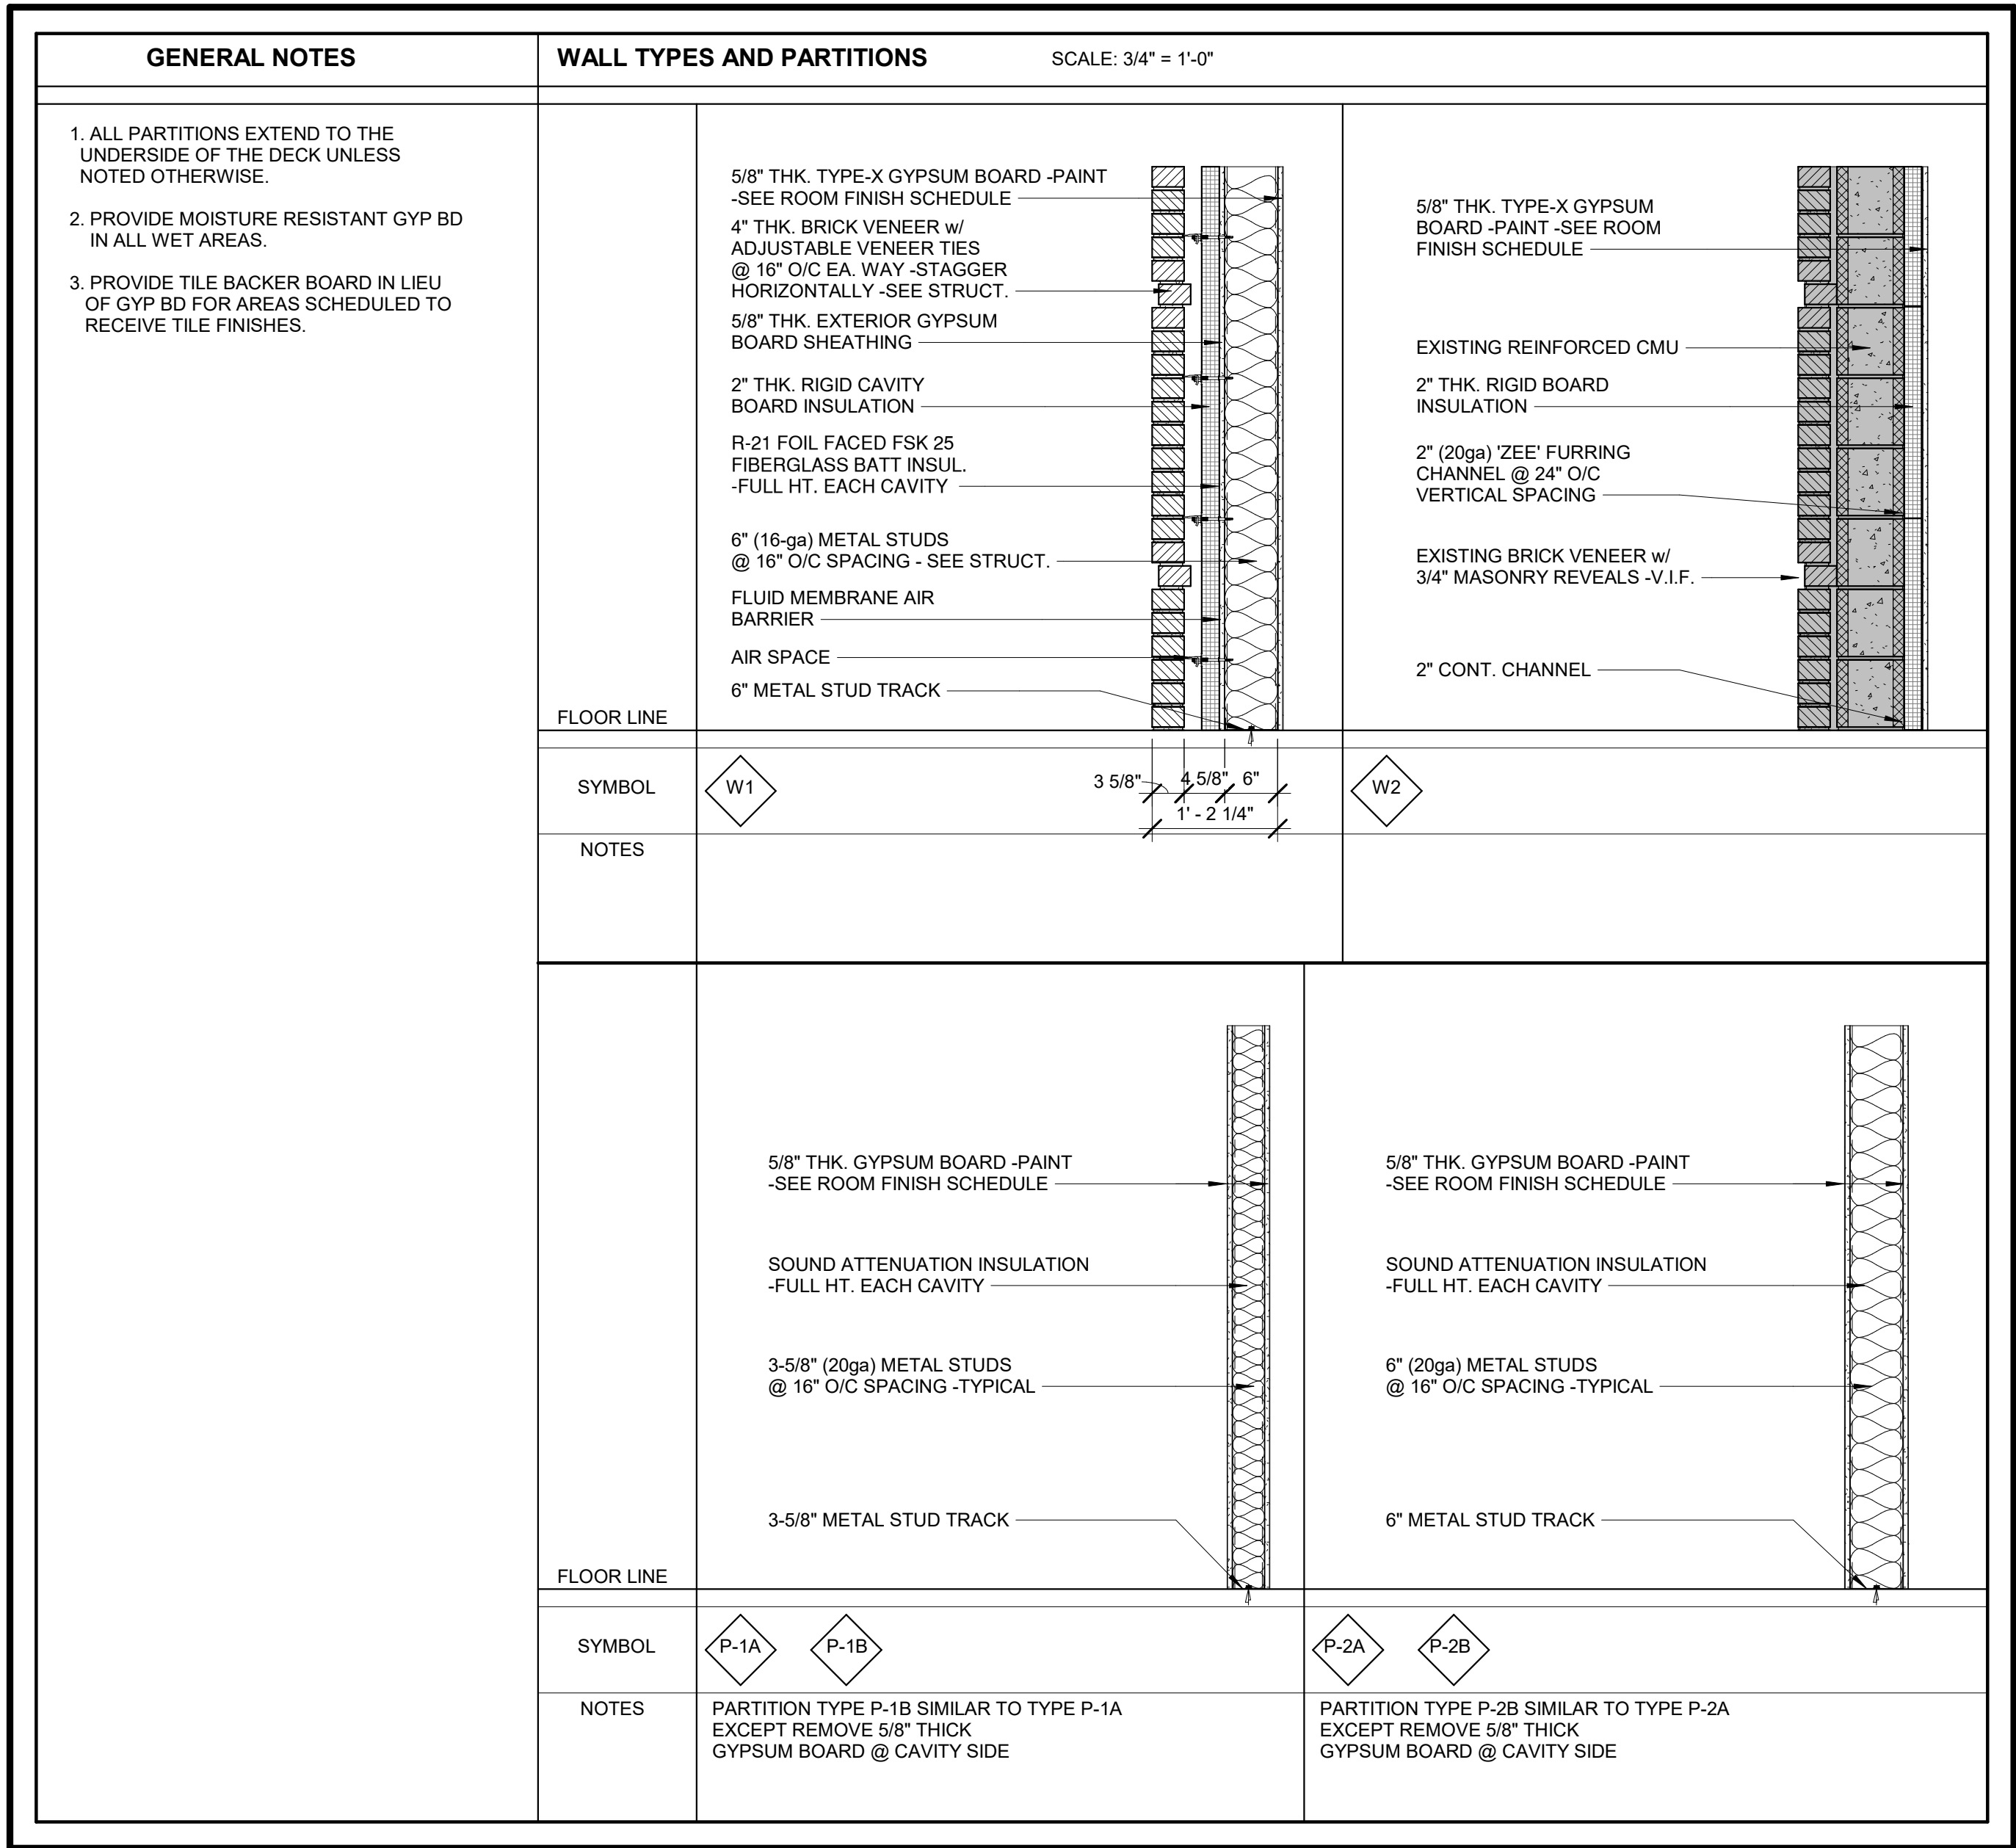 GENERAL NOTES
1. ALL PARTITIONS EXTEND TO THE
UNDERSIDE OF THE DECK UNLESS
NOTED OTHERWISE.
2. PROVIDE MOISTURE RESISTANT GYP BD
IN ALL WET AREAS.
3. PROVIDE TILE BACKER BOARD IN LIEU
OF GYP BD FOR AREAS SCHEDULED TO
RECEIVE TILE FINISHES.
WALL TYPES AND PARTITIONS
SCALE: 3/4" = 1'-0"
5/8" THK. TYPE-X GYPSUM BOARD -PAINT
-SEE ROOM FINISH SCHEDULE
4" THK. BRICK VENEER w/
ADJUSTABLE VENEER TIES
@ 16" O/C EA. WAY -STAGGER
HORIZONTALLY -SEE STRUCT.
5/8" THK. EXTERIOR GYPSUM
BOARD SHEATHING
2" THK. RIGID CAVITY
BOARD INSULATION
R-21 FOIL FACED FSK 25
FIBERGLASS BATT INSUL.
-FULL HT. EACH CAVITY
6" (16-ga) METAL STUDS
@ 16" O/C SPACING - SEE STRUCT.
FLUID MEMBRANE AIR
BARRIER
AIR SPACE
6" METAL STUD TRACK
5/8" THK. TYPE-X GYPSUM
BOARD -PAINT -SEE ROOM
FINISH SCHEDULE
EXISTING REINFORCED CMU
2" THK. RIGID BOARD
INSULATION
2" (20ga) 'ZEE' FURRING
CHANNEL @ 24" O/C
VERTICAL SPACING
EXISTING BRICK VENEER w/
3/4" MASONRY REVEALS -V.I.F.
2" CONT. CHANNEL
FLOOR LINE
SYMBOL
W1
3 5/8"
4 5/8"
6"
1' - 2 1/4"
W2
NOTES
5/8" THK. GYPSUM BOARD -PAINT
-SEE ROOM FINISH SCHEDULE
SOUND ATTENUATION INSULATION
-FULL HT. EACH CAVITY
3-5/8" (20ga) METAL STUDS
@ 16" O/C SPACING -TYPICAL
3-5/8" METAL STUD TRACK
5/8" THK. GYPSUM BOARD -PAINT
-SEE ROOM FINISH SCHEDULE
SOUND ATTENUATION INSULATION
-FULL HT. EACH CAVITY
6" (20ga) METAL STUDS
@ 16" O/C SPACING -TYPICAL
6" METAL STUD TRACK
FLOOR LINE
SYMBOL
P-1A
P-1B
P-2A
P-2B
NOTES
PARTITION TYPE P-1B SIMILAR TO TYPE P-1A
EXCEPT REMOVE 5/8" THICK
GYPSUM BOARD @ CAVITY SIDE
PARTITION TYPE P-2B SIMILAR TO TYPE P-2A
EXCEPT REMOVE 5/8" THICK
GYPSUM BOARD @ CAVITY SIDE